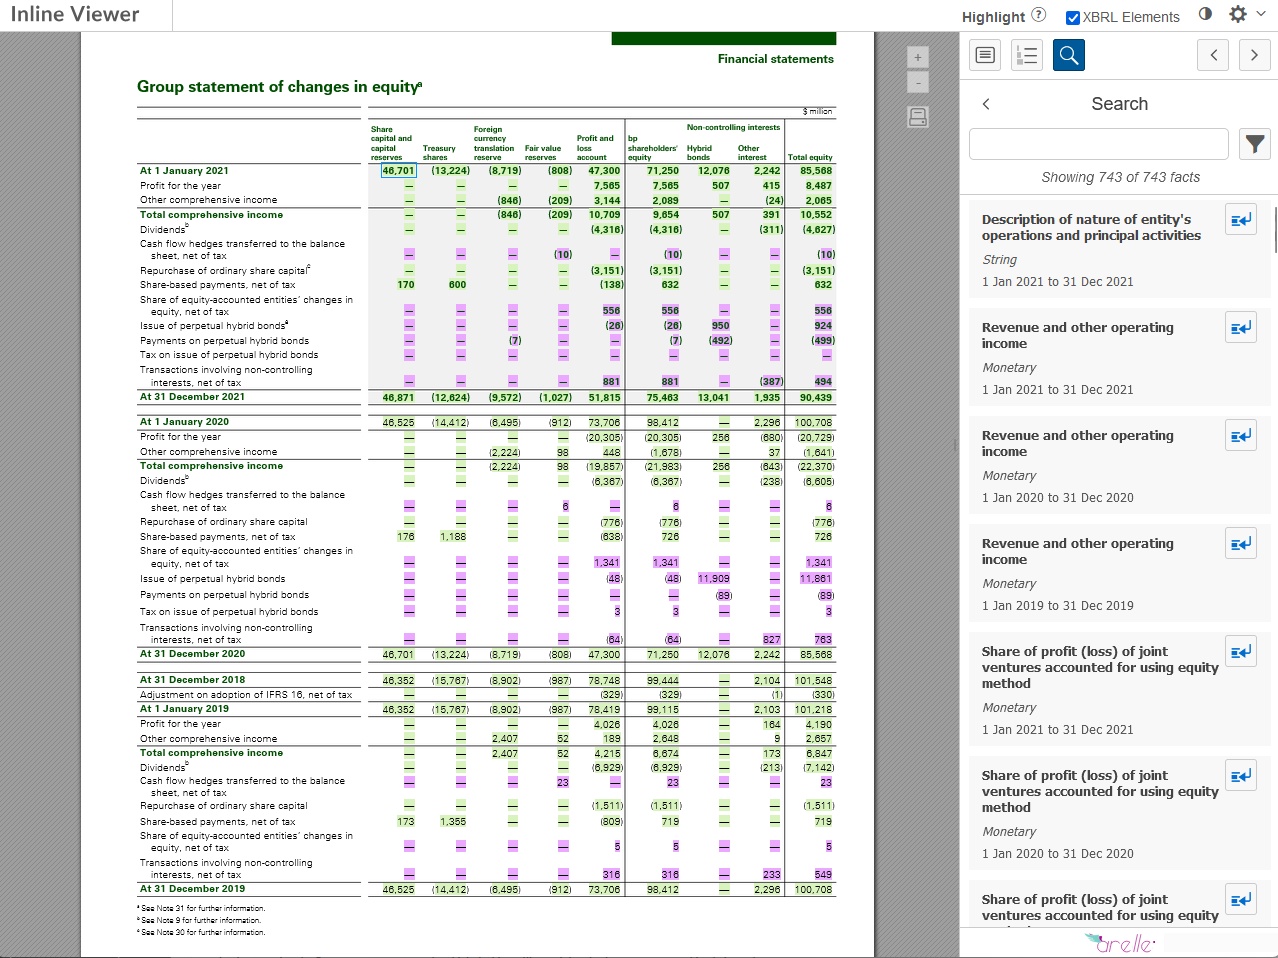 Inline Viewer
Highlight ? XBRL Elements
Financial statements
Group statement of changes in equityᵃ
$ million
Share capital and capital reserves Treasury shares Foreign currency translation reserve Fair value reserves Profit and loss account bp shareholders' equity Non-controlling interests Hybrid bonds Other interest Total equity
At 1 January 2021 46,701 (13,224) (8,719) (808) 47,300 71,250 12,076 2,242 85,568
Profit for the year — — — — 7,565 7,565 507 415 8,487
Other comprehensive income — — (846) (209) 3,144 2,089 — (24) 2,065
Total comprehensive income — — (846) (209) 10,709 9,654 507 391 10,552
Dividendsᵇ — — — — (4,316) (4,316) — (311) (4,627)
Cash flow hedges transferred to the balance
sheet, net of tax — — — (10) — (10) — — (10)
Repurchase of ordinary share capitalᶜ — — — — (3,151) (3,151) — — (3,151)
Share-based payments, net of tax 170 600 — — (138) 632 — — 632
Share of equity-accounted entities' changes in
equity, net of tax — — — — 556 556 — — 556
Issue of perpetual hybrid bondsᵃ — — — — (26) (26) 950 — 924
Payments on perpetual hybrid bonds — — (7) — — (7) (492) — (499)
Tax on issue of perpetual hybrid bonds — — — — — — — — —
Transactions involving non-controlling
interests, net of tax — — — — 881 881 — (387) 494
At 31 December 2021 46,871 (12,624) (9,572) (1,027) 51,815 75,463 13,041 1,935 90,439
At 1 January 2020 46,525 (14,412) (6,495) (912) 73,706 98,412 — 2,296 100,708
Profit for the year — — — — (20,305) (20,305) 256 (680) (20,729)
Other comprehensive income — — (2,224) 98 448 (1,678) — 37 (1,641)
Total comprehensive income — — (2,224) 98 (19,857) (21,983) 256 (643) (22,370)
Dividendsᵇ — — — — (6,367) (6,367) — (238) (6,605)
Cash flow hedges transferred to the balance
sheet, net of tax — — — 6 — 6 — — 6
Repurchase of ordinary share capital — — — — (776) (776) — — (776)
Share-based payments, net of tax 176 1,188 — — (638) 726 — — 726
Share of equity-accounted entities' changes in
equity, net of tax — — — — 1,341 1,341 — — 1,341
Issue of perpetual hybrid bonds — — — — (48) (48) 11,909 — 11,861
Payments on perpetual hybrid bonds — — — — — — (89) — (89)
Tax on issue of perpetual hybrid bonds — — — — 3 3 — — 3
Transactions involving non-controlling
interests, net of tax — — — — (64) (64) — 827 763
At 31 December 2020 46,701 (13,224) (8,719) (808) 47,300 71,250 12,076 2,242 85,568
At 31 December 2018 46,352 (15,767) (8,902) (987) 78,748 99,444 — 2,104 101,548
Adjustment on adoption of IFRS 16, net of tax — — — — (329) (329) — (1) (330)
At 1 January 2019 46,352 (15,767) (8,902) (987) 78,419 99,115 — 2,103 101,218
Profit for the year — — — — 4,026 4,026 — 164 4,190
Other comprehensive income — — 2,407 52 189 2,648 — 9 2,657
Total comprehensive income — — 2,407 52 4,215 6,674 — 173 6,847
Dividendsᵇ — — — — (6,929) (6,929) — (213) (7,142)
Cash flow hedges transferred to the balance
sheet, net of tax — — — 23 — 23 — — 23
Repurchase of ordinary share capital — — — — (1,511) (1,511) — — (1,511)
Share-based payments, net of tax 173 1,355 — — (809) 719 — — 719
Share of equity-accounted entities' changes in
equity, net of tax — — — — 5 5 — — 5
Transactions involving non-controlling
interests, net of tax — — — — 316 316 — 233 549
At 31 December 2019 46,525 (14,412) (6,495) (912) 73,706 98,412 — 2,296 100,708
ᵃ See Note 31 for further information.
ᵇ See Note 9 for further information.
ᶜ See Note 30 for further information.
+
-
Search
Showing 743 of 743 facts
Description of nature of entity's
operations and principal activities
String
1 Jan 2021 to 31 Dec 2021
Revenue and other operating
income
Monetary
1 Jan 2021 to 31 Dec 2021
Revenue and other operating
income
Monetary
1 Jan 2020 to 31 Dec 2020
Revenue and other operating
income
Monetary
1 Jan 2019 to 31 Dec 2019
Share of profit (loss) of joint
ventures accounted for using equity
method
Monetary
1 Jan 2021 to 31 Dec 2021
Share of profit (loss) of joint
ventures accounted for using equity
method
Monetary
1 Jan 2020 to 31 Dec 2020
Share of profit (loss) of joint
ventures accounted for using equity
arelle